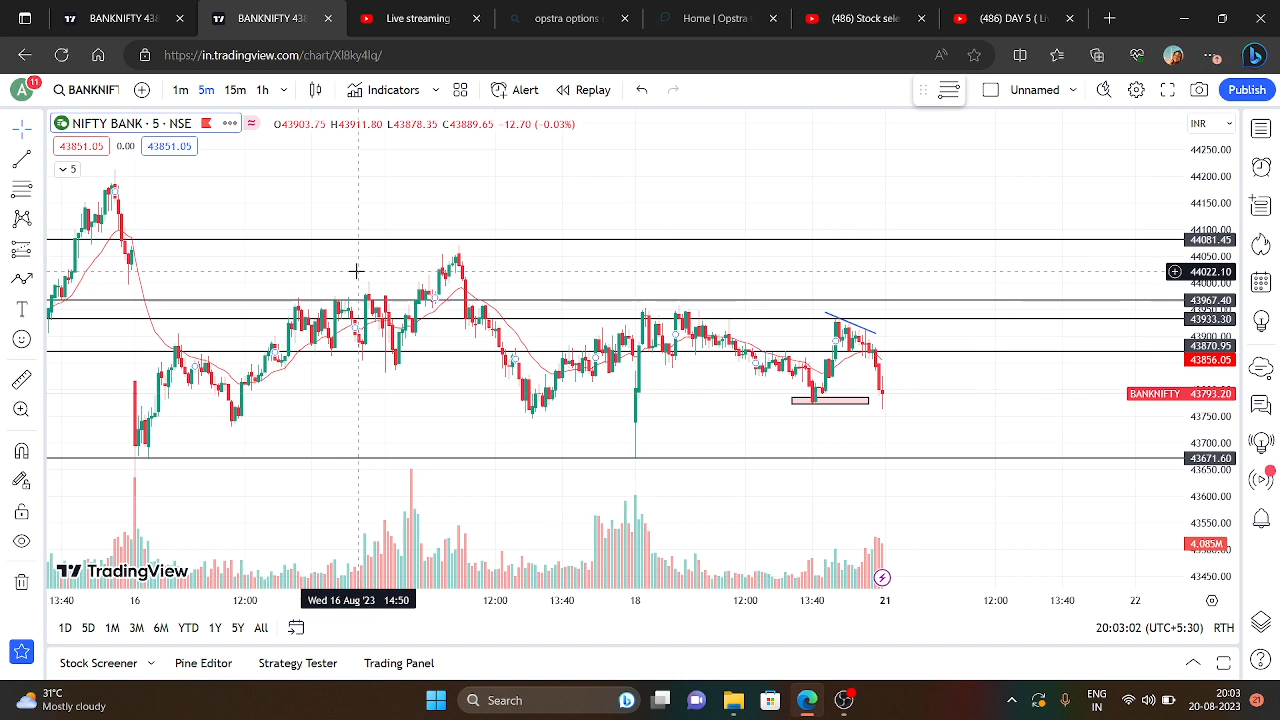 BANKNIFTY 438
BANKNIFTY 438
Live streaming
opstra options
Home | Opstra
(486) Stock sele
(486) DAY 5 ( Li
https://in.tradingview.com/chart/Xl8ky4lq/
A 11 BANKNIFT 1m 5m 15m 1h Indicators Alert Replay Unnamed Publish
NIFTY BANK · 5 · NSE O43903.75 H43911.80 L43878.35 C43889.65 −12.70 (−0.03%) INR
43851.05 0.00 43851.05
5
44250.00
44200.00
44150.00
44100.00
44081.45
44050.00
44022.10
44000.00
43967.40
43933.30
43900.00
43870.95
43856.05
BANKNIFTY 43793.20
43750.00
43700.00
43671.60
43650.00
43600.00
43550.00
4.085M
43450.00
TradingView
13:40 16 12:00 Wed 16 Aug '23 14:50 12:00 13:40 18 12:00 13:40 21 12:00 13:40 22
1D 5D 1M 3M 6M YTD 1Y 5Y All 20:03:02 (UTC+5:30) RTH
Stock Screener Pine Editor Strategy Tester Trading Panel
31°C
Mostly cloudy
Search
ENG
IN
20:03
20-08-2023
21